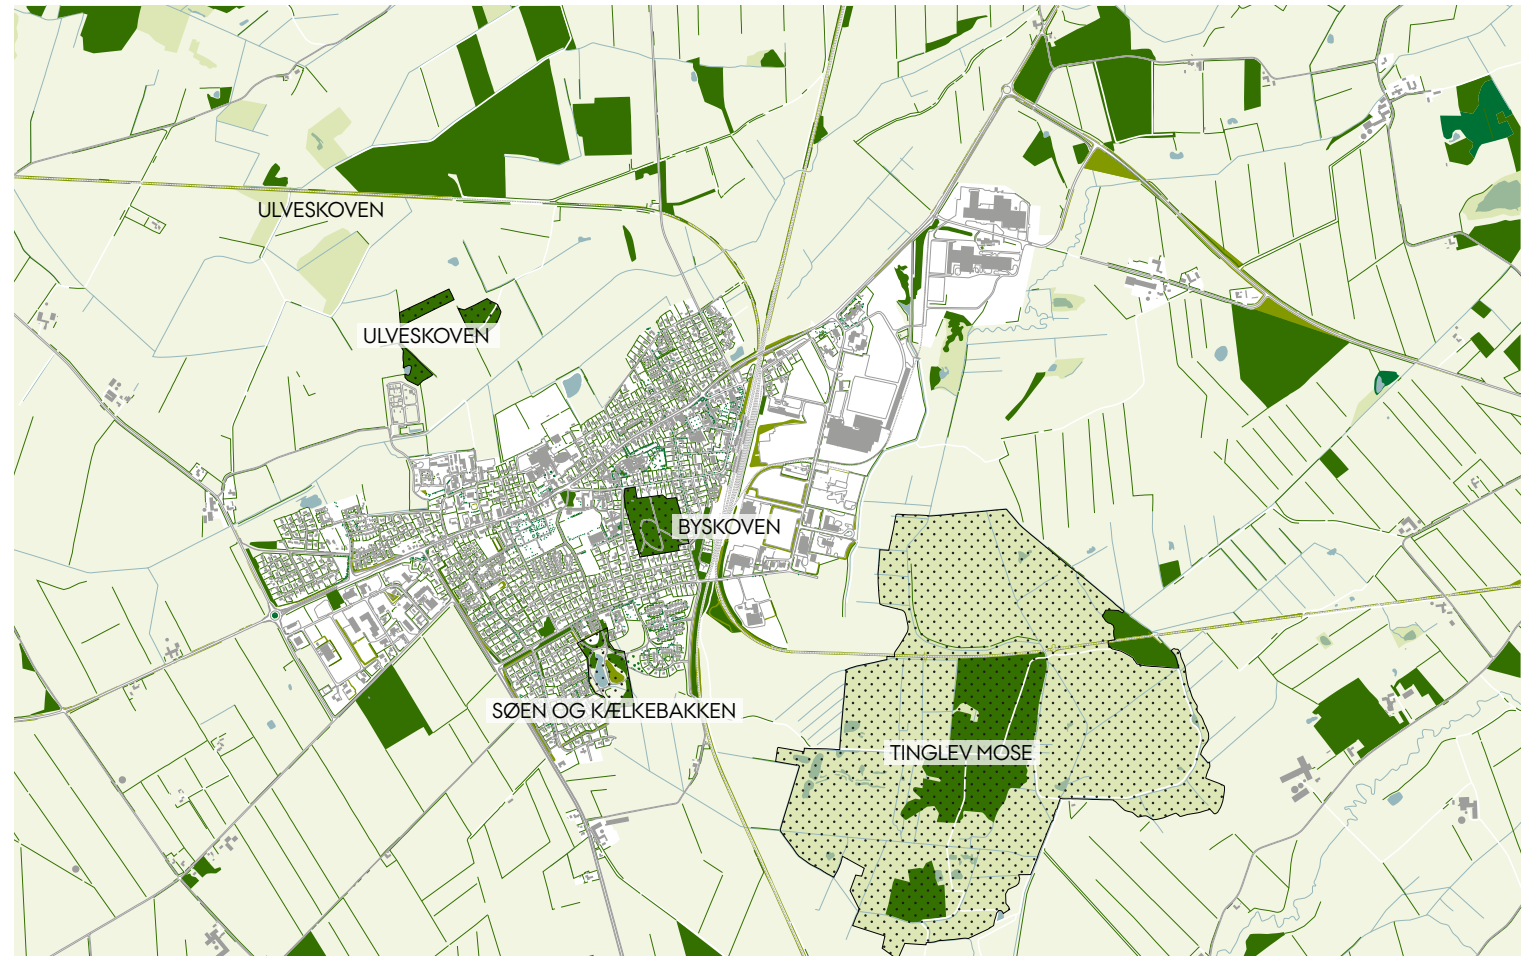 ULVESKOVEN
ULVESKOVEN
BYSKOVEN
SØEN OG KÆLKEBAKKEN
TINGLEV MOSE